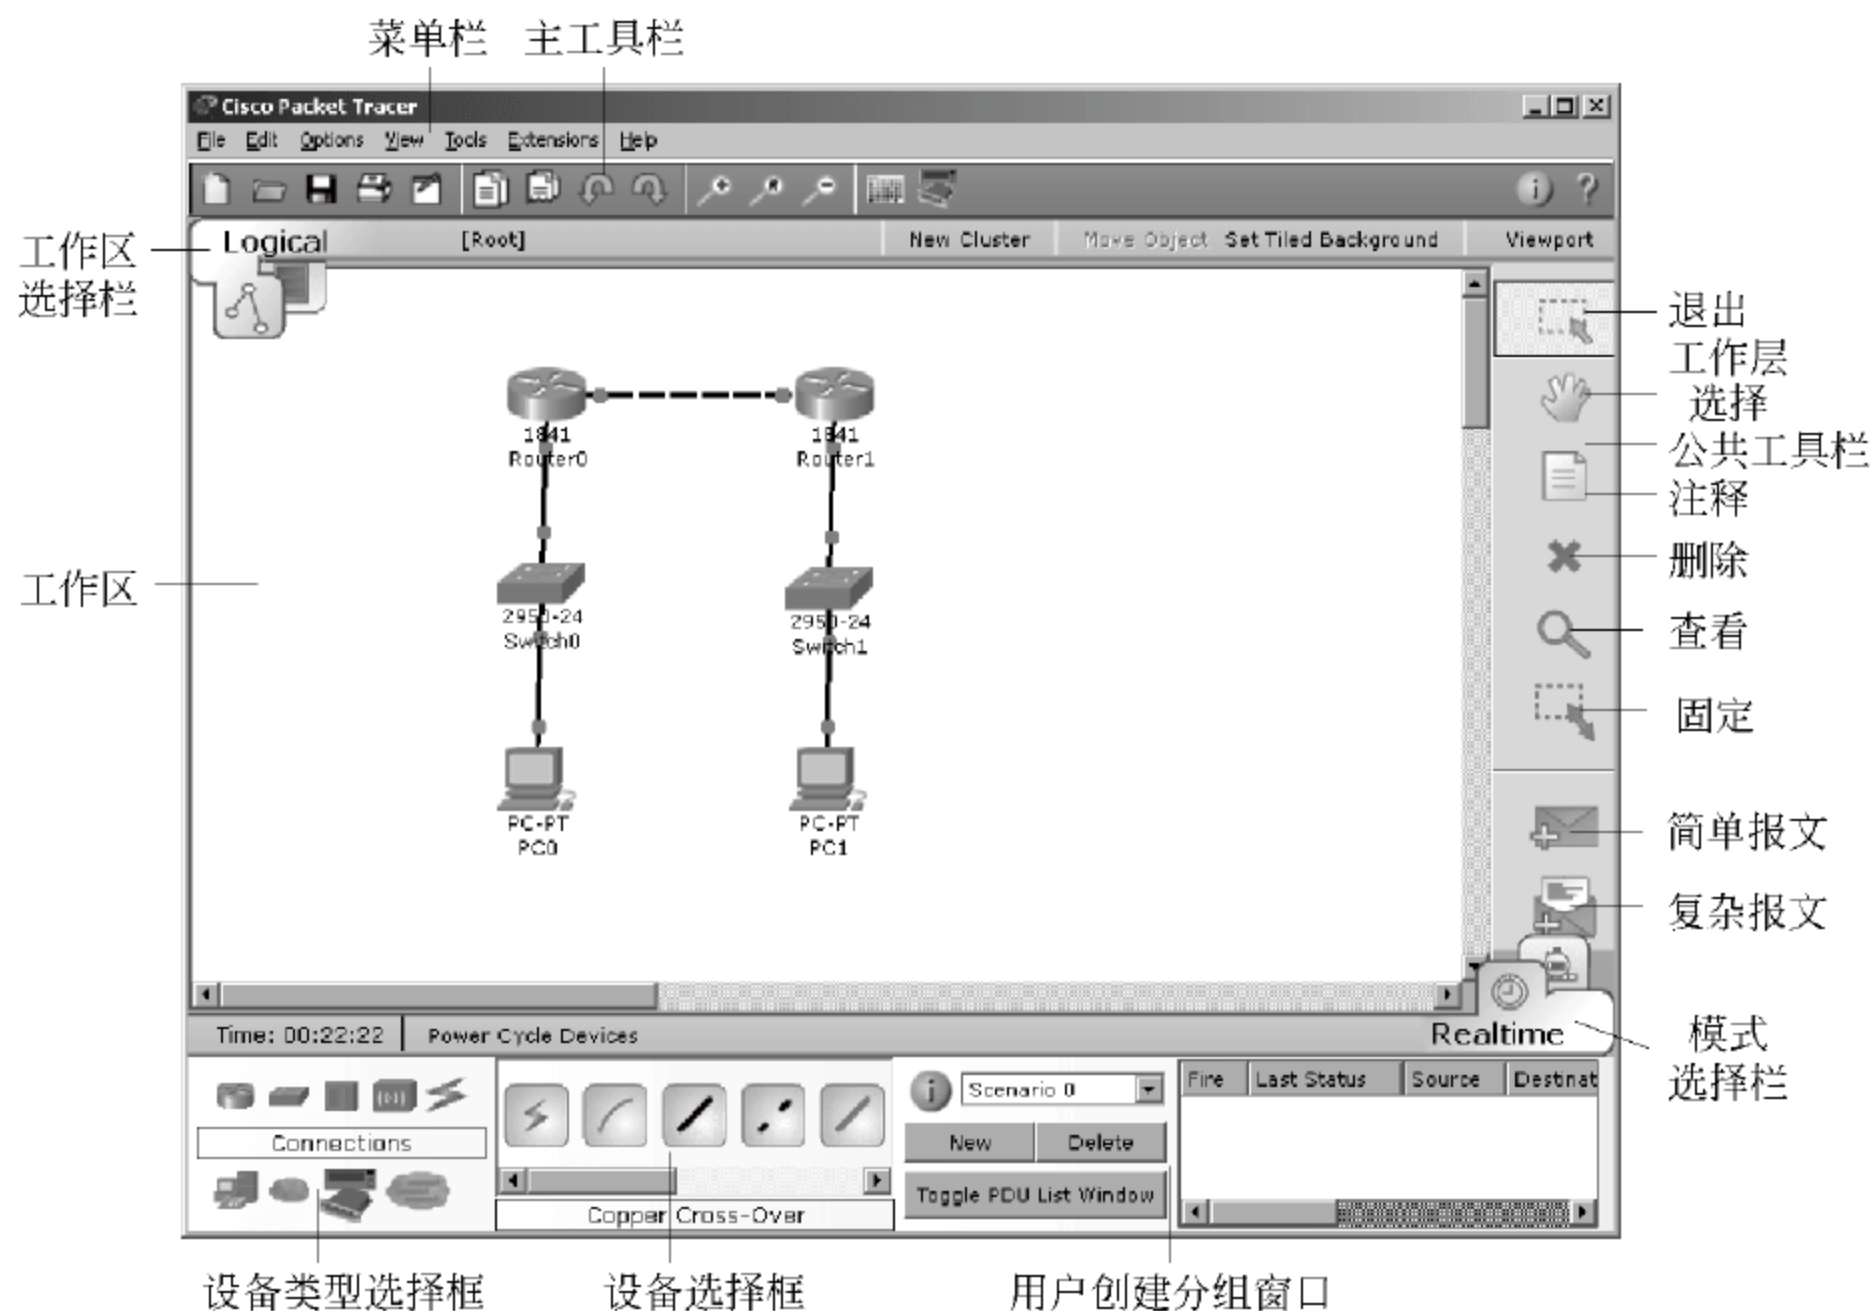 菜单栏 主工具栏
Cisco Packet Tracer
File Edit Options View Tools Extensions Help
工作区
选择栏
Logical [Root] New Cluster Move Object Set Tiled Background Viewport
退出
工作层
选择
公共工具栏
注释
删除
查看
固定
简单报文
复杂报文
工作区
1841
Router0
1841
Router1
2950-24
Switch0
2950-24
Switch1
PC-PT
PC0
PC-PT
PC1
Time: 00:22:22 Power Cycle Devices Realtime
模式
选择栏
Connections
Copper Cross-Over
Scenario 0
New Delete
Toggle PDU List Window
Fire Last Status Source Destinat
设备类型选择框 设备选择框 用户创建分组窗口